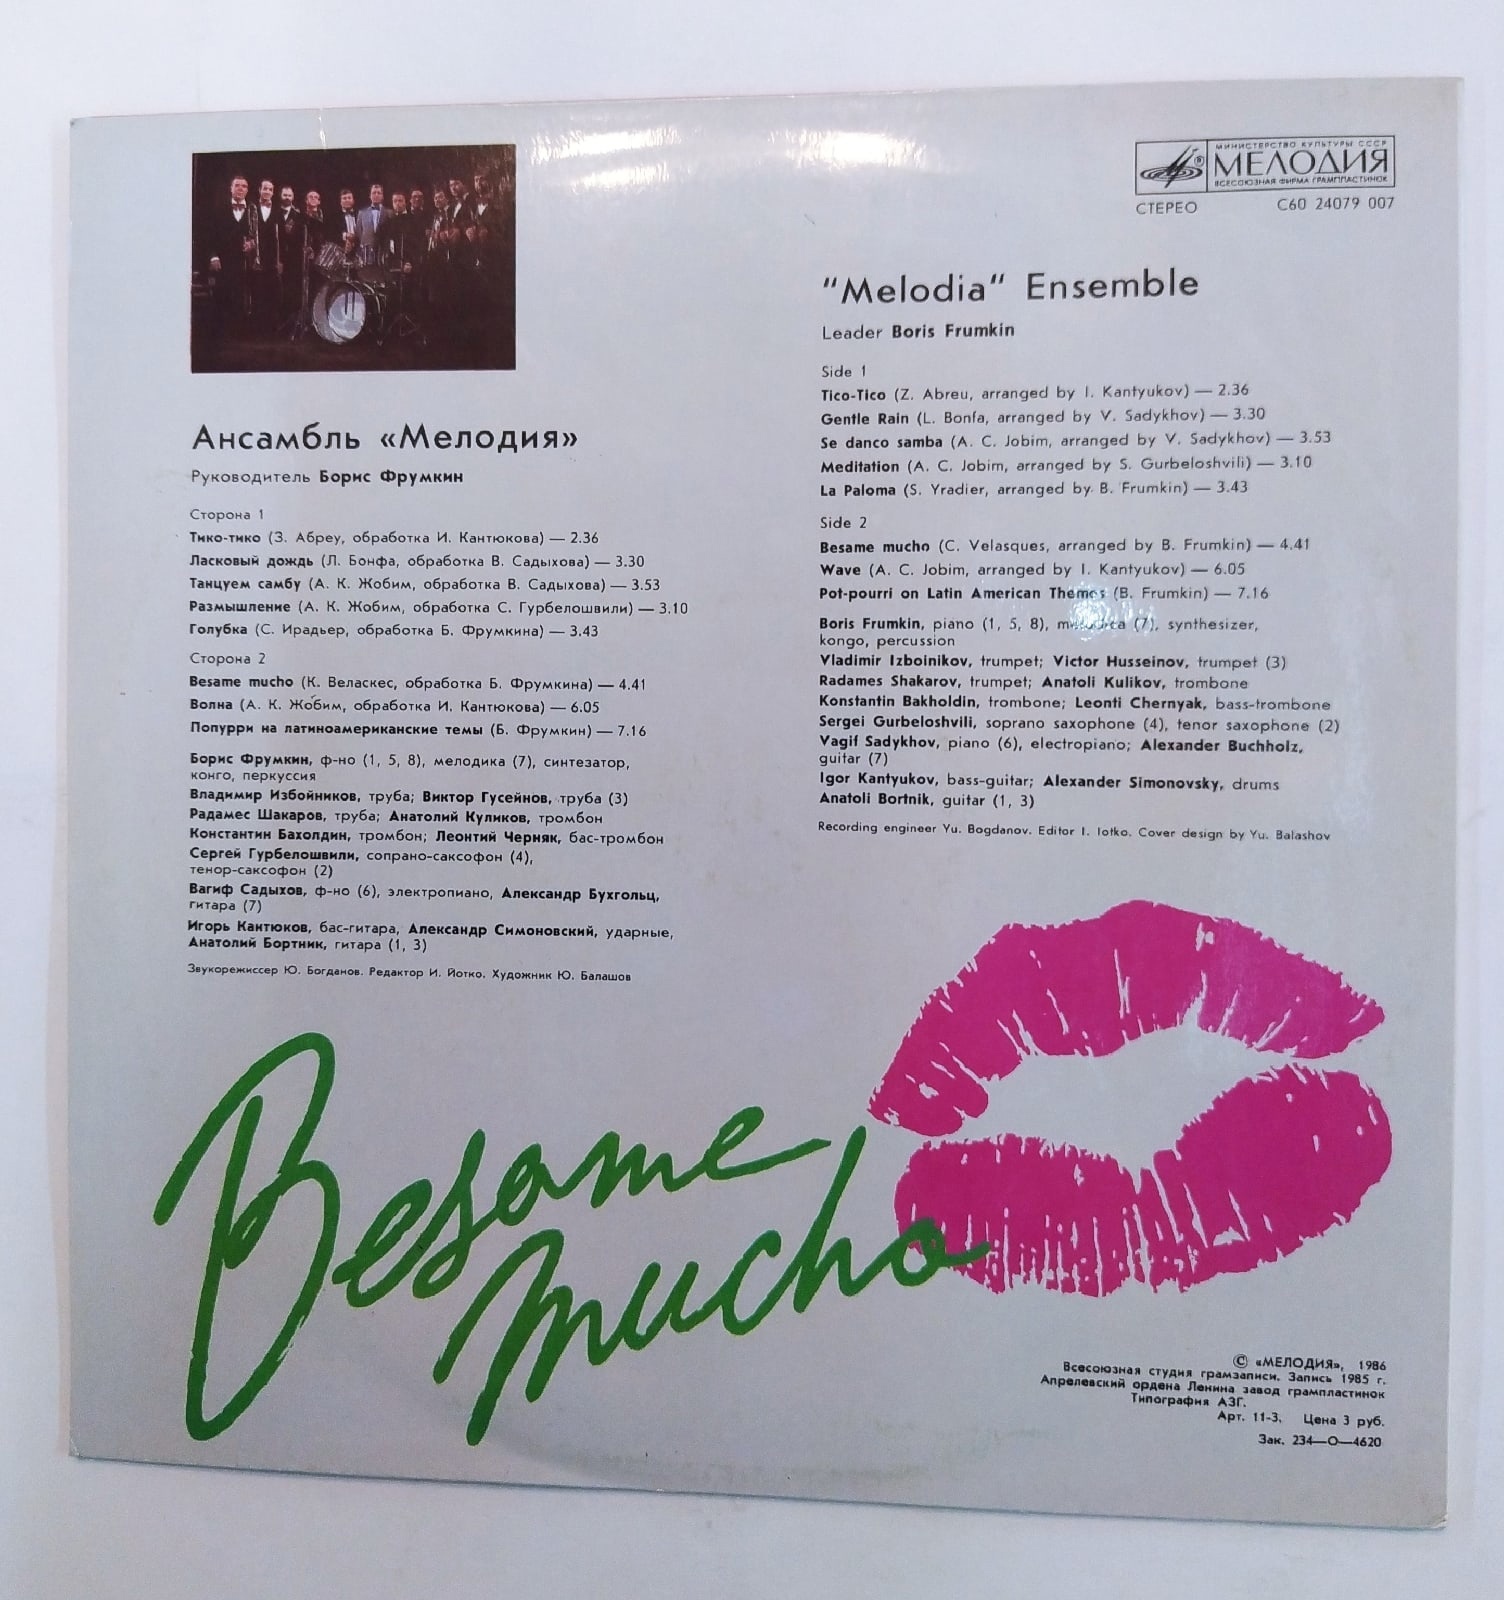 МИНИСТЕРСТВО КУЛЬТУРЫ СССР
МЕЛОДИЯ
ВСЕСОЮЗНАЯ ФИРМА ГРАМПЛАСТИНОК
СТЕРЕО С60 24079 007
Ансамбль «Мелодия»
Руководитель Борис Фрумкин
Сторона 1
Тико-тико (З. Абреу, обработка И. Кантюкова) — 2.36
Ласковый дождь (Л. Бонфа, обработка В. Садыхова) — 3.30
Танцуем самбу (А. К. Жобим, обработка В. Садыхова) — 3.53
Размышление (А. К. Жобим, обработка С. Гурбелошвили) — 3.10
Голубка (С. Ирадьер, обработка Б. Фрумкина) — 3.43
Сторона 2
Besame mucho (К. Веласкес, обработка Б. Фрумкина) — 4.41
Волна (А. К. Жобим, обработка И. Кантюкова) — 6.05
Попурри на латиноамериканские темы (Б. Фрумкин) — 7.16
Борис Фрумкин, ф-но (1, 5, 8), мелодика (7), синтезатор,
конго, перкуссия
Владимир Избойников, труба; Виктор Гусейнов, труба (3)
Радамес Шакаров, труба; Анатолий Куликов, тромбон
Константин Бахолдин, тромбон; Леонтий Черняк, бас-тромбон
Сергей Гурбелошвили, сопрано-саксофон (4),
тенор-саксофон (2)
Вагиф Садыхов, ф-но (6), электропиано, Александр Бухгольц,
гитара (7)
Игорь Кантюков, бас-гитара, Александр Симоновский, ударные,
Анатолий Бортник, гитара (1, 3)
Звукорежиссер Ю. Богданов. Редактор И. Йотко. Художник Ю. Балашов
"Melodia" Ensemble
Leader Boris Frumkin
Side 1
Tico-Tico (Z. Abreu, arranged by I. Kantyukov) — 2.36
Gentle Rain (L. Bonfa, arranged by V. Sadykhov) — 3.30
Se danco samba (A. C. Jobim, arranged by V. Sadykhov) — 3.53
Meditation (A. C. Jobim, arranged by S. Gurbeloshvili) — 3.10
La Paloma (S. Yradier, arranged by B. Frumkin) — 3.43
Side 2
Besame mucho (C. Velasques, arranged by B. Frumkin) — 4.41
Wave (A. C. Jobim, arranged by I. Kantyukov) — 6.05
Pot-pourri on Latin American Themes (B. Frumkin) — 7.16
Boris Frumkin, piano (1, 5, 8), melodica (7), synthesizer,
kongo, percussion
Vladimir Izboinikov, trumpet; Victor Husseinov, trumpet (3)
Radames Shakarov, trumpet; Anatoli Kulikov, trombone
Konstantin Bakholdin, trombone; Leonti Chernyak, bass-trombone
Sergei Gurbeloshvili, soprano saxophone (4), tenor saxophone (2)
Vagif Sadykhov, piano (6), electropiano; Alexander Buchholz,
guitar (7)
Igor Kantyukov, bass-guitar; Alexander Simonovsky, drums
Anatoli Bortnik, guitar (1, 3)
Recording engineer Yu. Bogdanov. Editor I. Iotko. Cover design by Yu. Balashov
Besame
mucho
© «МЕЛОДИЯ», 1986
Всесоюзная студия грамзаписи. Запись 1985 г.
Апрелевский ордена Ленина завод грампластинок
Типография АЗГ.
Арт. 11-3. Цена 3 руб.
Зак. 234—О—4620